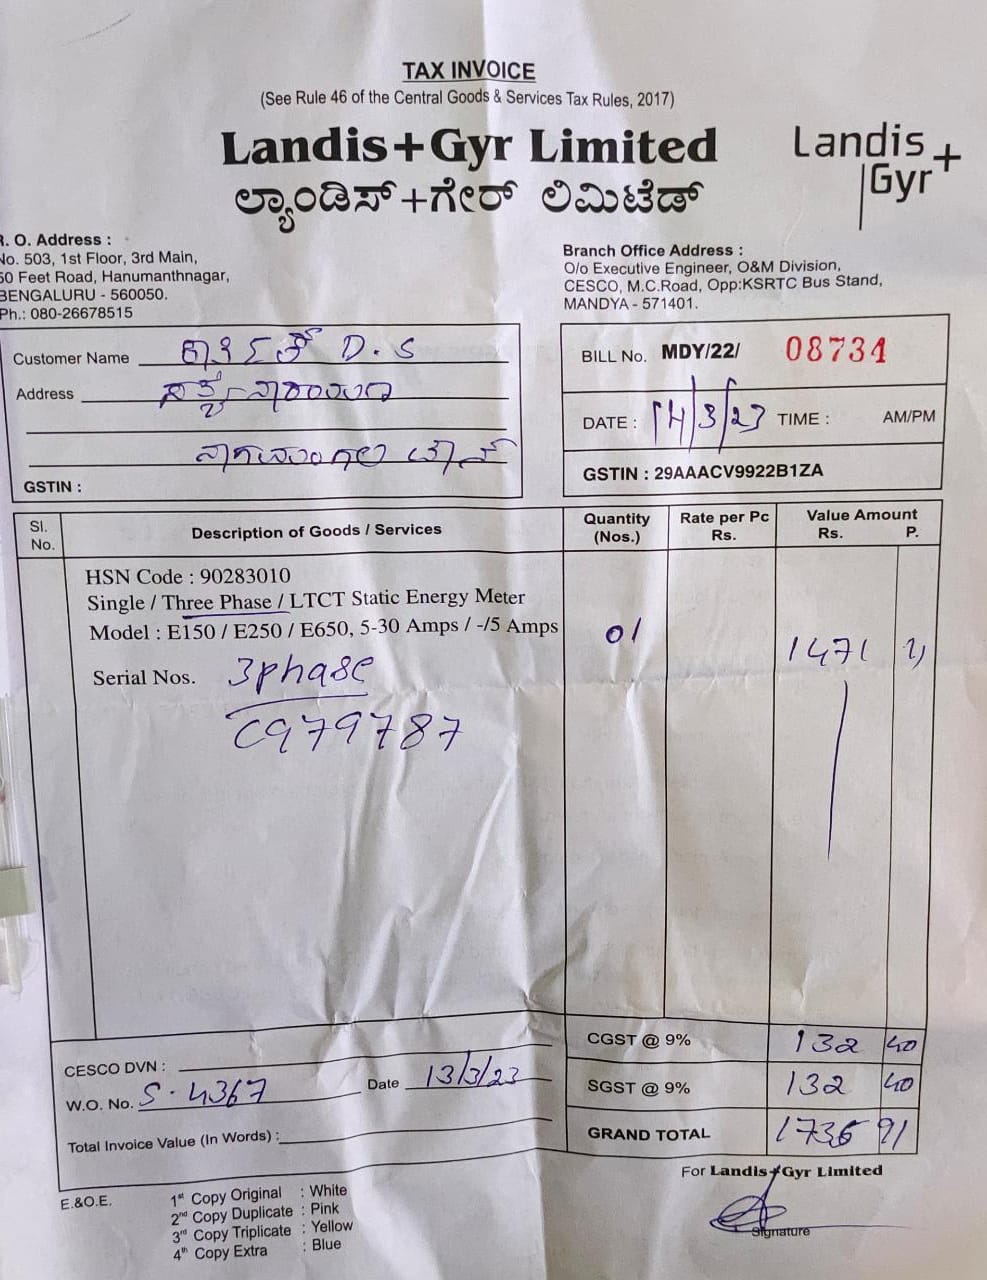 TAX INVOICE
(See Rule 46 of the Central Goods & Services Tax Rules, 2017)
Landis+Gyr Limited
ಲ್ಯಾಂಡಿಸ್+ಗೇರ್ ಲಿಮಿಟೆಡ್
Landis
Gyr+
R. O. Address :
No. 503, 1st Floor, 3rd Main,
50 Feet Road, Hanumanthnagar,
BENGALURU - 560050.
Ph.: 080-26678515
Branch Office Address :
O/o Executive Engineer, O&M Division,
CESCO, M.C.Road, Opp:KSRTC Bus Stand,
MANDYA - 571401.
Customer Name D.S
Address
ನಾಗಮಂಗಲ ಟೌನ್
GSTIN :
BILL No. MDY/22/ 08734
DATE : 14/3/23 TIME : AM/PM
GSTIN : 29AAACV9922B1ZA
Sl. No. Description of Goods / Services Quantity (Nos.) Rate per Pc Rs. Value Amount Rs. P.
HSN Code : 90283010
Single / Three Phase / LTCT Static Energy Meter
Model : E150 / E250 / E650, 5-30 Amps / -/5 Amps 01 1471
Serial Nos. 3phase
C979787
CGST @ 9% 132 40
SGST @ 9% 132 40
GRAND TOTAL 1736 91
CESCO DVN :
W.O. No. S-4367 Date 13/3/23
Total Invoice Value (In Words) :
For Landis+Gyr Limited
Signature
E.&O.E.
1st Copy Original : White
2nd Copy Duplicate : Pink
3rd Copy Triplicate : Yellow
4th Copy Extra : Blue